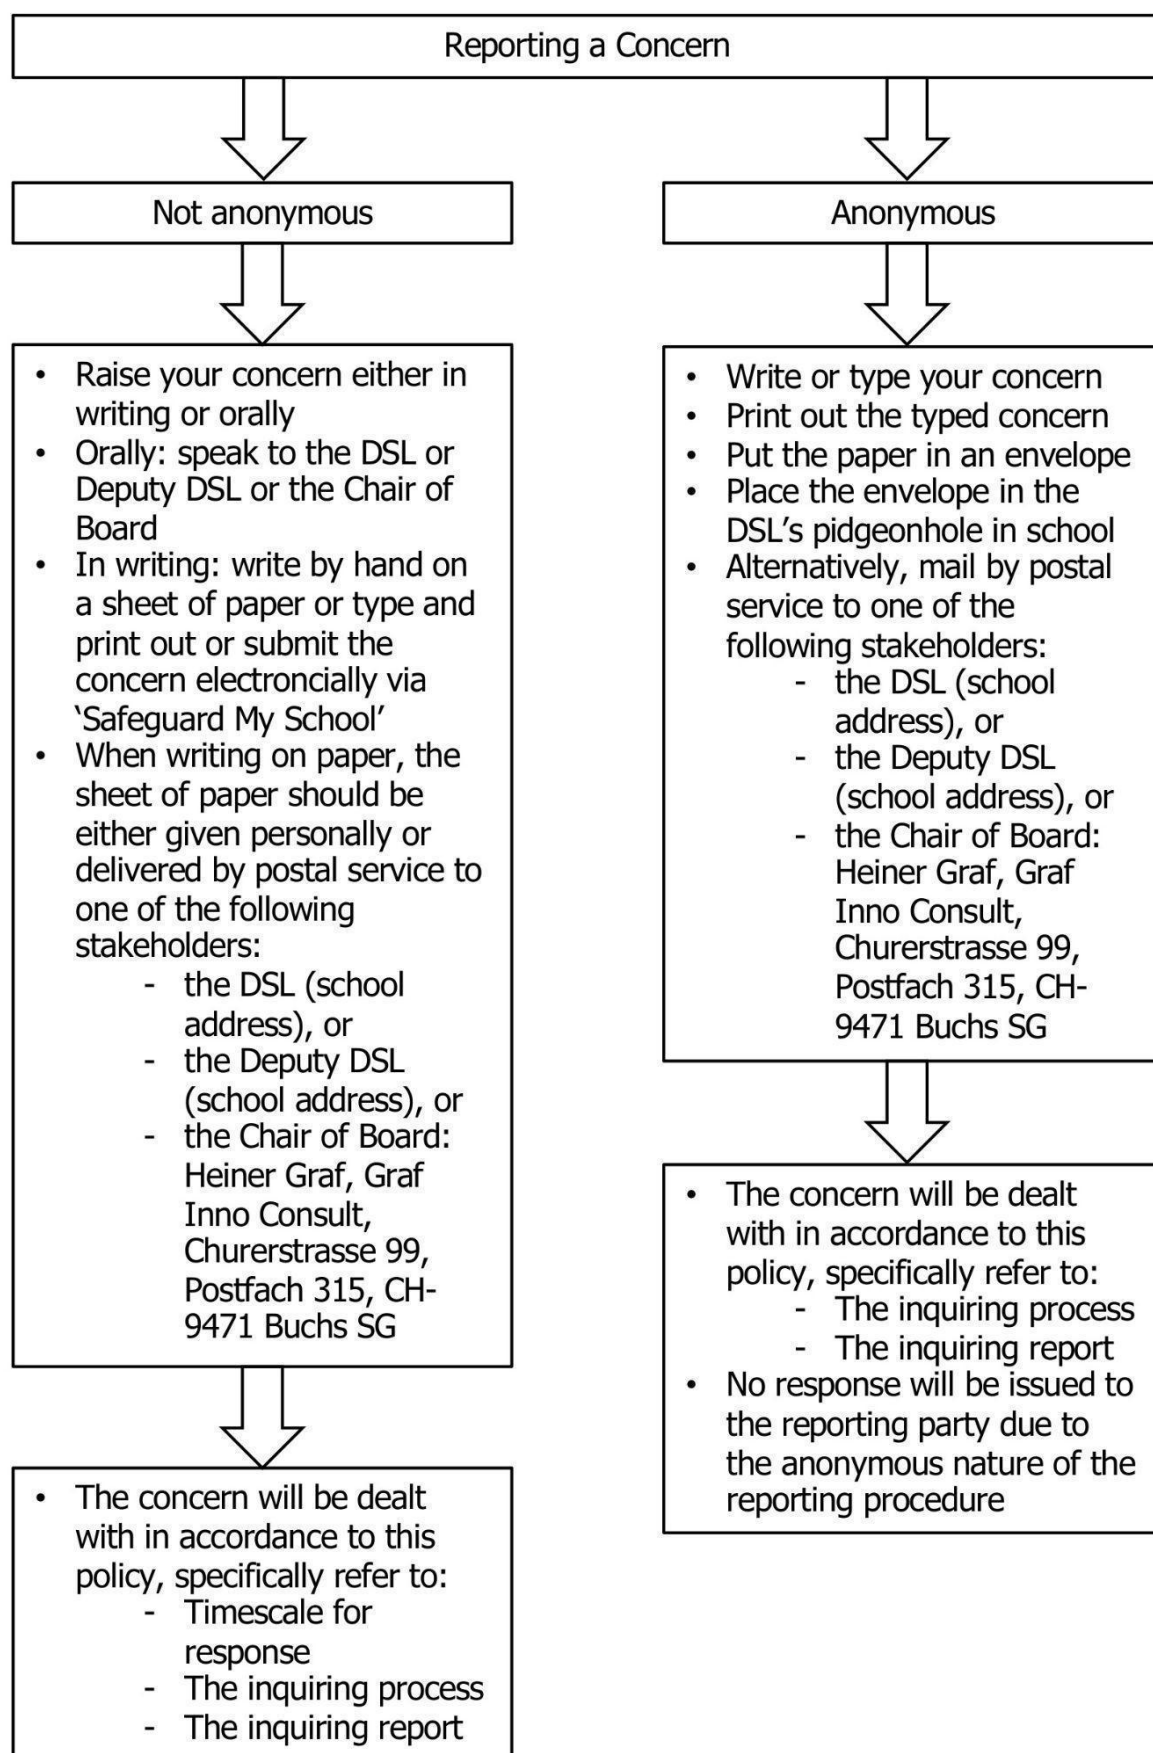 Reporting a Concern
Not anonymous
• Raise your concern either in
writing or orally
• Orally: speak to the DSL or
Deputy DSL or the Chair of
Board
• In writing: write by hand on
a sheet of paper or type and
print out or submit the
concern electroncially via
‘Safeguard My School’
• When writing on paper, the
sheet of paper should be
either given personally or
delivered by postal service to
one of the following
stakeholders:
- the DSL (school
address), or
- the Deputy DSL
(school address), or
- the Chair of Board:
Heiner Graf, Graf
Inno Consult,
Churerstrasse 99,
Postfach 315, CH-
9471 Buchs SG
• The concern will be dealt
with in accordance to this
policy, specifically refer to:
- Timescale for
response
- The inquiring process
- The inquiring report
Anonymous
• Write or type your concern
• Print out the typed concern
• Put the paper in an envelope
• Place the envelope in the
DSL’s pidgeonhole in school
• Alternatively, mail by postal
service to one of the
following stakeholders:
- the DSL (school
address), or
- the Deputy DSL
(school address), or
- the Chair of Board:
Heiner Graf, Graf
Inno Consult,
Churerstrasse 99,
Postfach 315, CH-
9471 Buchs SG
• The concern will be dealt
with in accordance to this
policy, specifically refer to:
- The inquiring process
- The inquiring report
• No response will be issued to
the reporting party due to
the anonymous nature of the
reporting procedure